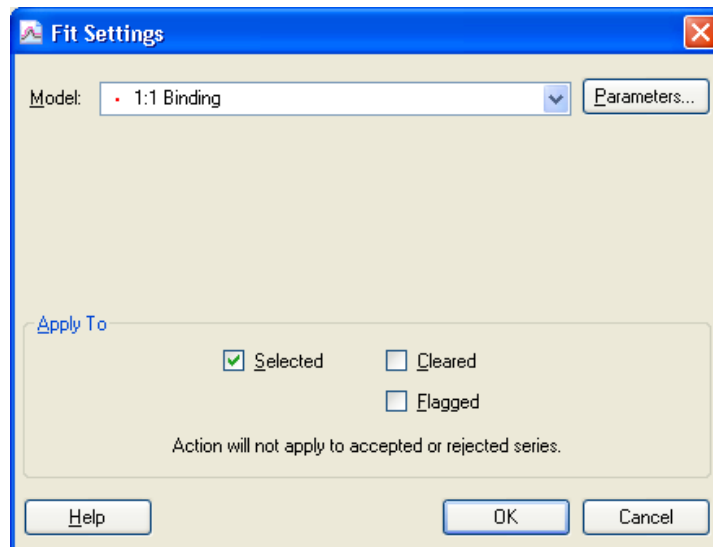 Fit Settings
Model: 1:1 Binding Parameters...
Apply To
Selected Cleared
Flagged
Action will not apply to accepted or rejected series.
Help OK Cancel